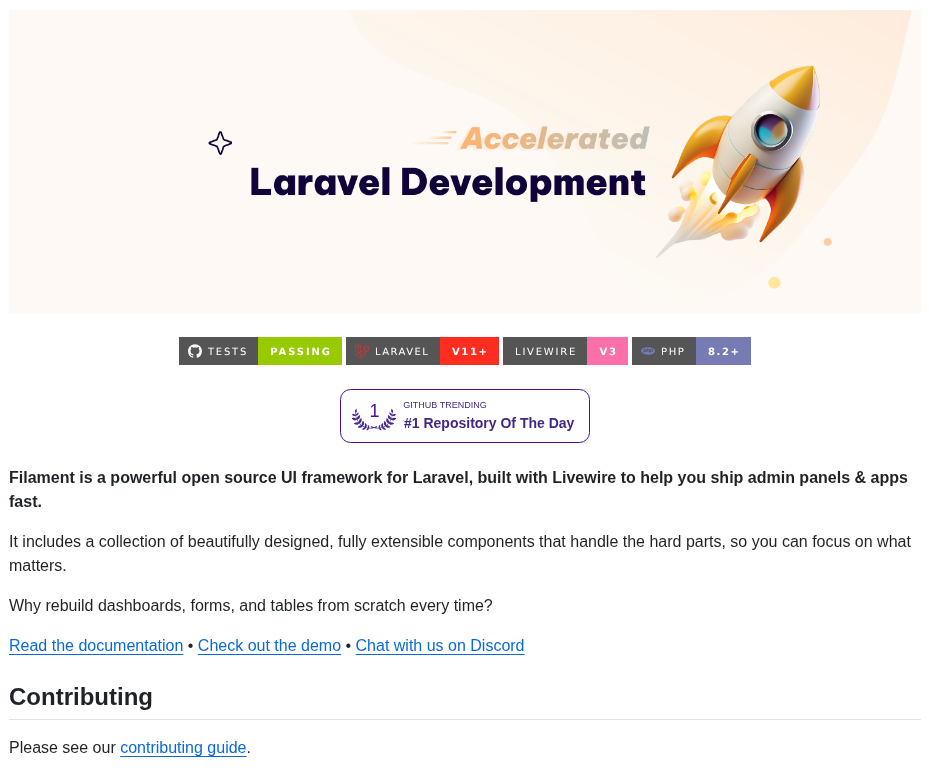 Accelerated
Laravel Development
TESTS PASSING LARAVEL V11+ LIVEWIRE V3 php PHP 8.2+
1 GITHUB TRENDING
#1 Repository Of The Day
Filament is a powerful open source UI framework for Laravel, built with Livewire to help you ship admin panels & apps
fast.
It includes a collection of beautifully designed, fully extensible components that handle the hard parts, so you can focus on what
matters.
Why rebuild dashboards, forms, and tables from scratch every time?
Read the documentation • Check out the demo • Chat with us on Discord
Contributing
Please see our contributing guide.